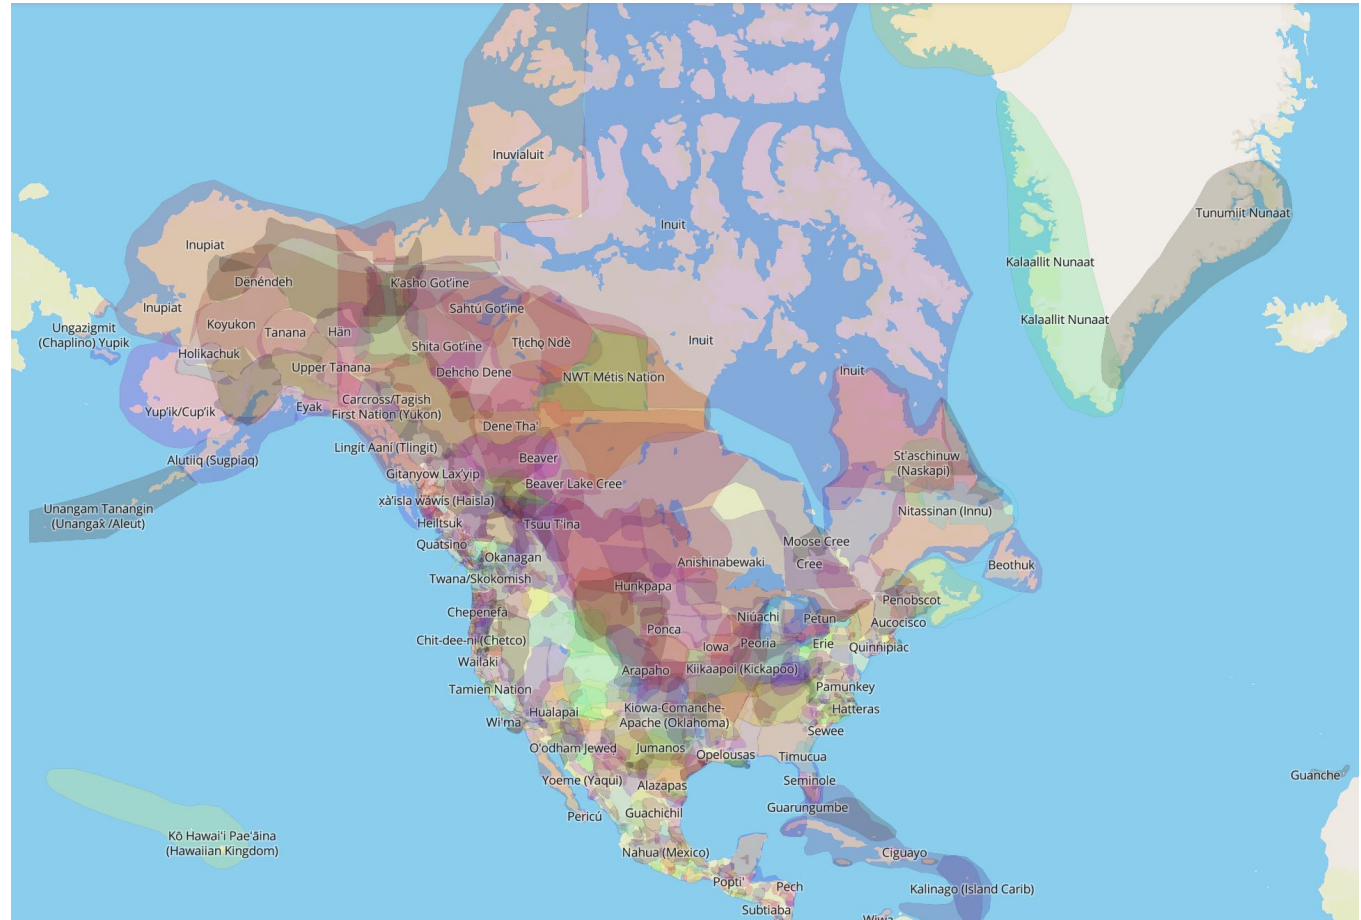 Inuvialuit
Tunumiit Nunaat
Inuit
Inupiat
Kalaallit Nunaat
Dënéndeh
K'asho Got'ine
Inupiat
Sahtú Got'ine
Kalaallit Nunaat
Koyukon
Ungazigmit
(Chaplino) Yupik
Tanana
Hän
Shita Got'ine
Tłı̨chǫ Ndè
Inuit
Holikachuk
Upper Tanana
Dehcho Dene
NWT Métis Nation
Inuit
Yup'ik/Cup'ik
Eyak
Carcross/Tagish
First Nation (Yukon)
Dene Tha'
Lingít Aaní (Tlingit)
Alutiiq (Sugpiaq)
Beaver
St'aschinuw
(Naskapi)
Gitanyow Lax'yip
Beaver Lake Cree
x̀àʼisla w̓áwís (Haisla)
Unangam Tanangin
(Unangax̂ /Aleut)
Nitassinan (Innu)
Heiltsuk
Tsuu T'ina
Quatsino
Moose Cree
Okanagan
Anishinabewaki
Cree
Beothuk
Twana/Skokomish
Hunkpapa
Penobscot
Chepenefa
Niúachi
Petun
Aucocisco
Ponca
Chit-dee-ni (Chetco)
Iowa
Peoria
Erie
Quinnipiac
Wailaki
Arapaho
Kiikaapoi (Kickapoo)
Tamien Nation
Pamunkey
Hualapai
Kiowa-Comanche-
Apache (Oklahoma)
Hatteras
Wi'ma
Sewee
O'odham Jeweḍ
Jumanos
Opelousas
Timucua
Guanche
Yoeme (Yaqui)
Alazapas
Seminole
Guarungumbe
Pericú
Guachichil
Kō Hawai'i Pae'āina
(Hawaiian Kingdom)
Nahua (Mexico)
Ciguayo
Popti'
Pech
Kalinago (Island Carib)
Subtiaba
Wiwa